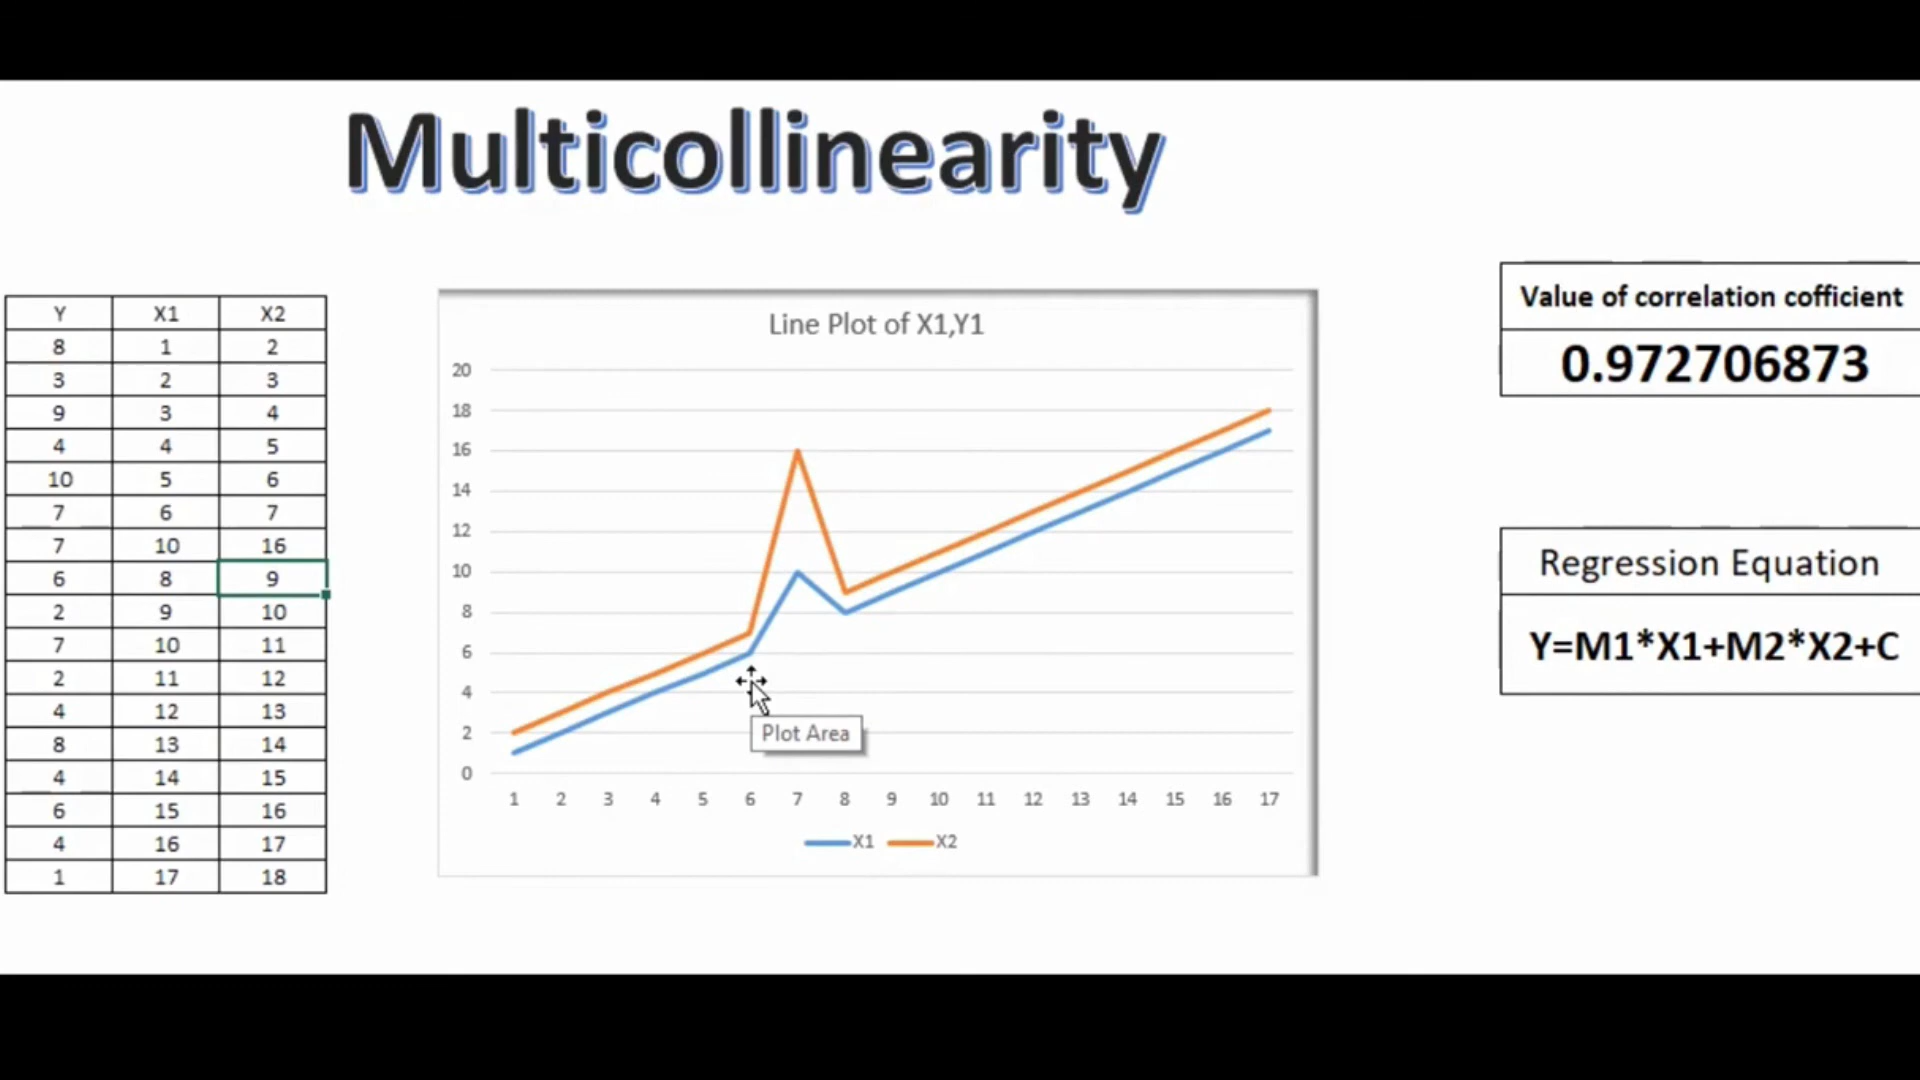 Multicollinearity
Y X1 X2
8 1 2
3 2 3
9 3 4
4 4 5
10 5 6
7 6 7
7 10 16
6 8 9
2 9 10
7 10 11
2 11 12
4 12 13
8 13 14
4 14 15
6 15 16
4 16 17
1 17 18
Line Plot of X1,Y1
20
18
16
14
12
10
8
6
4
2
0
1 2 3 4 5 6 7 8 9 10 11 12 13 14 15 16 17
X1 X2
Plot Area
Value of correlation cofficient
0.972706873
Regression Equation
Y=M1*X1+M2*X2+C